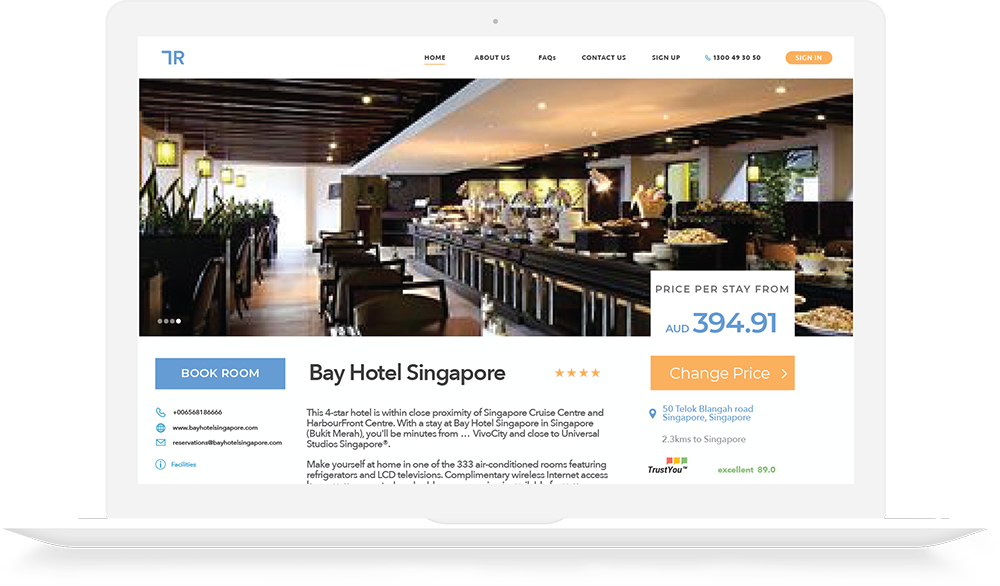 TR
HOME ABOUT US FAQs CONTACT US SIGN UP 1300 49 30 50 SIGN IN
PRICE PER STAY FROM
AUD 394.91
BOOK ROOM
Bay Hotel Singapore
Change Price
+006568186666
www.bayhotelsingapore.com
reservations@bayhotelsingapore.com
Facilities
This 4-star hotel is within close proximity of Singapore Cruise Centre and
HarbourFront Centre. With a stay at Bay Hotel Singapore in Singapore
(Bukit Merah), you'll be minutes from ... VivoCity and close to Universal
Studios Singapore®.
Make yourself at home in one of the 333 air-conditioned rooms featuring
refrigerators and LCD televisions. Complimentary wireless Internet access
50 Telok Blangah road
Singapore, Singapore
2.3kms to Singapore
TrustYou™ excellent 89.0